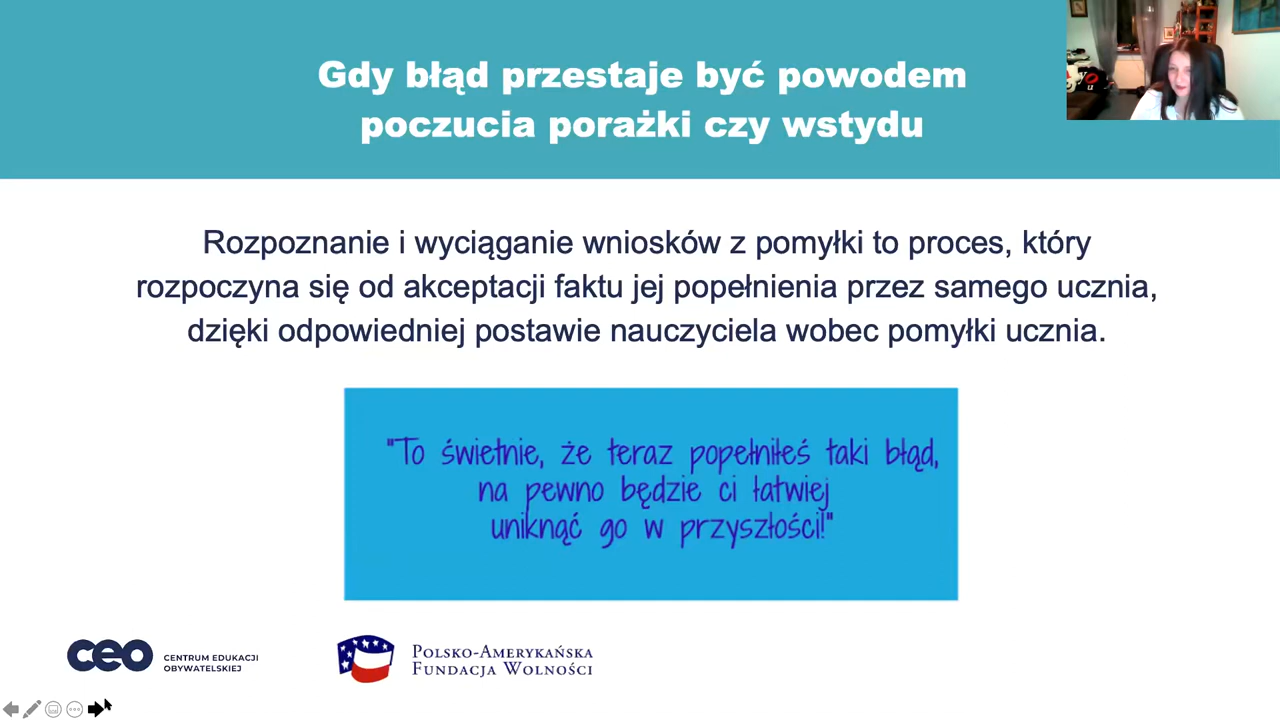 Gdy błąd przestaje być powodem
poczucia porażki czy wstydu
Rozpoznanie i wyciąganie wniosków z pomyłki to proces, który
rozpoczyna się od akceptacji faktu jej popełnienia przez samego ucznia,
dzięki odpowiedniej postawie nauczyciela wobec pomyłki ucznia.
"To świetnie, że teraz popełniłeś taki błąd,
na pewno będzie ci łatwiej
uniknąć go w przyszłości!"
ceo CENTRUM EDUKACJI
OBYWATELSKIEJ
POLSKO-AMERYKAŃSKA
FUNDACJA WOLNOŚCI